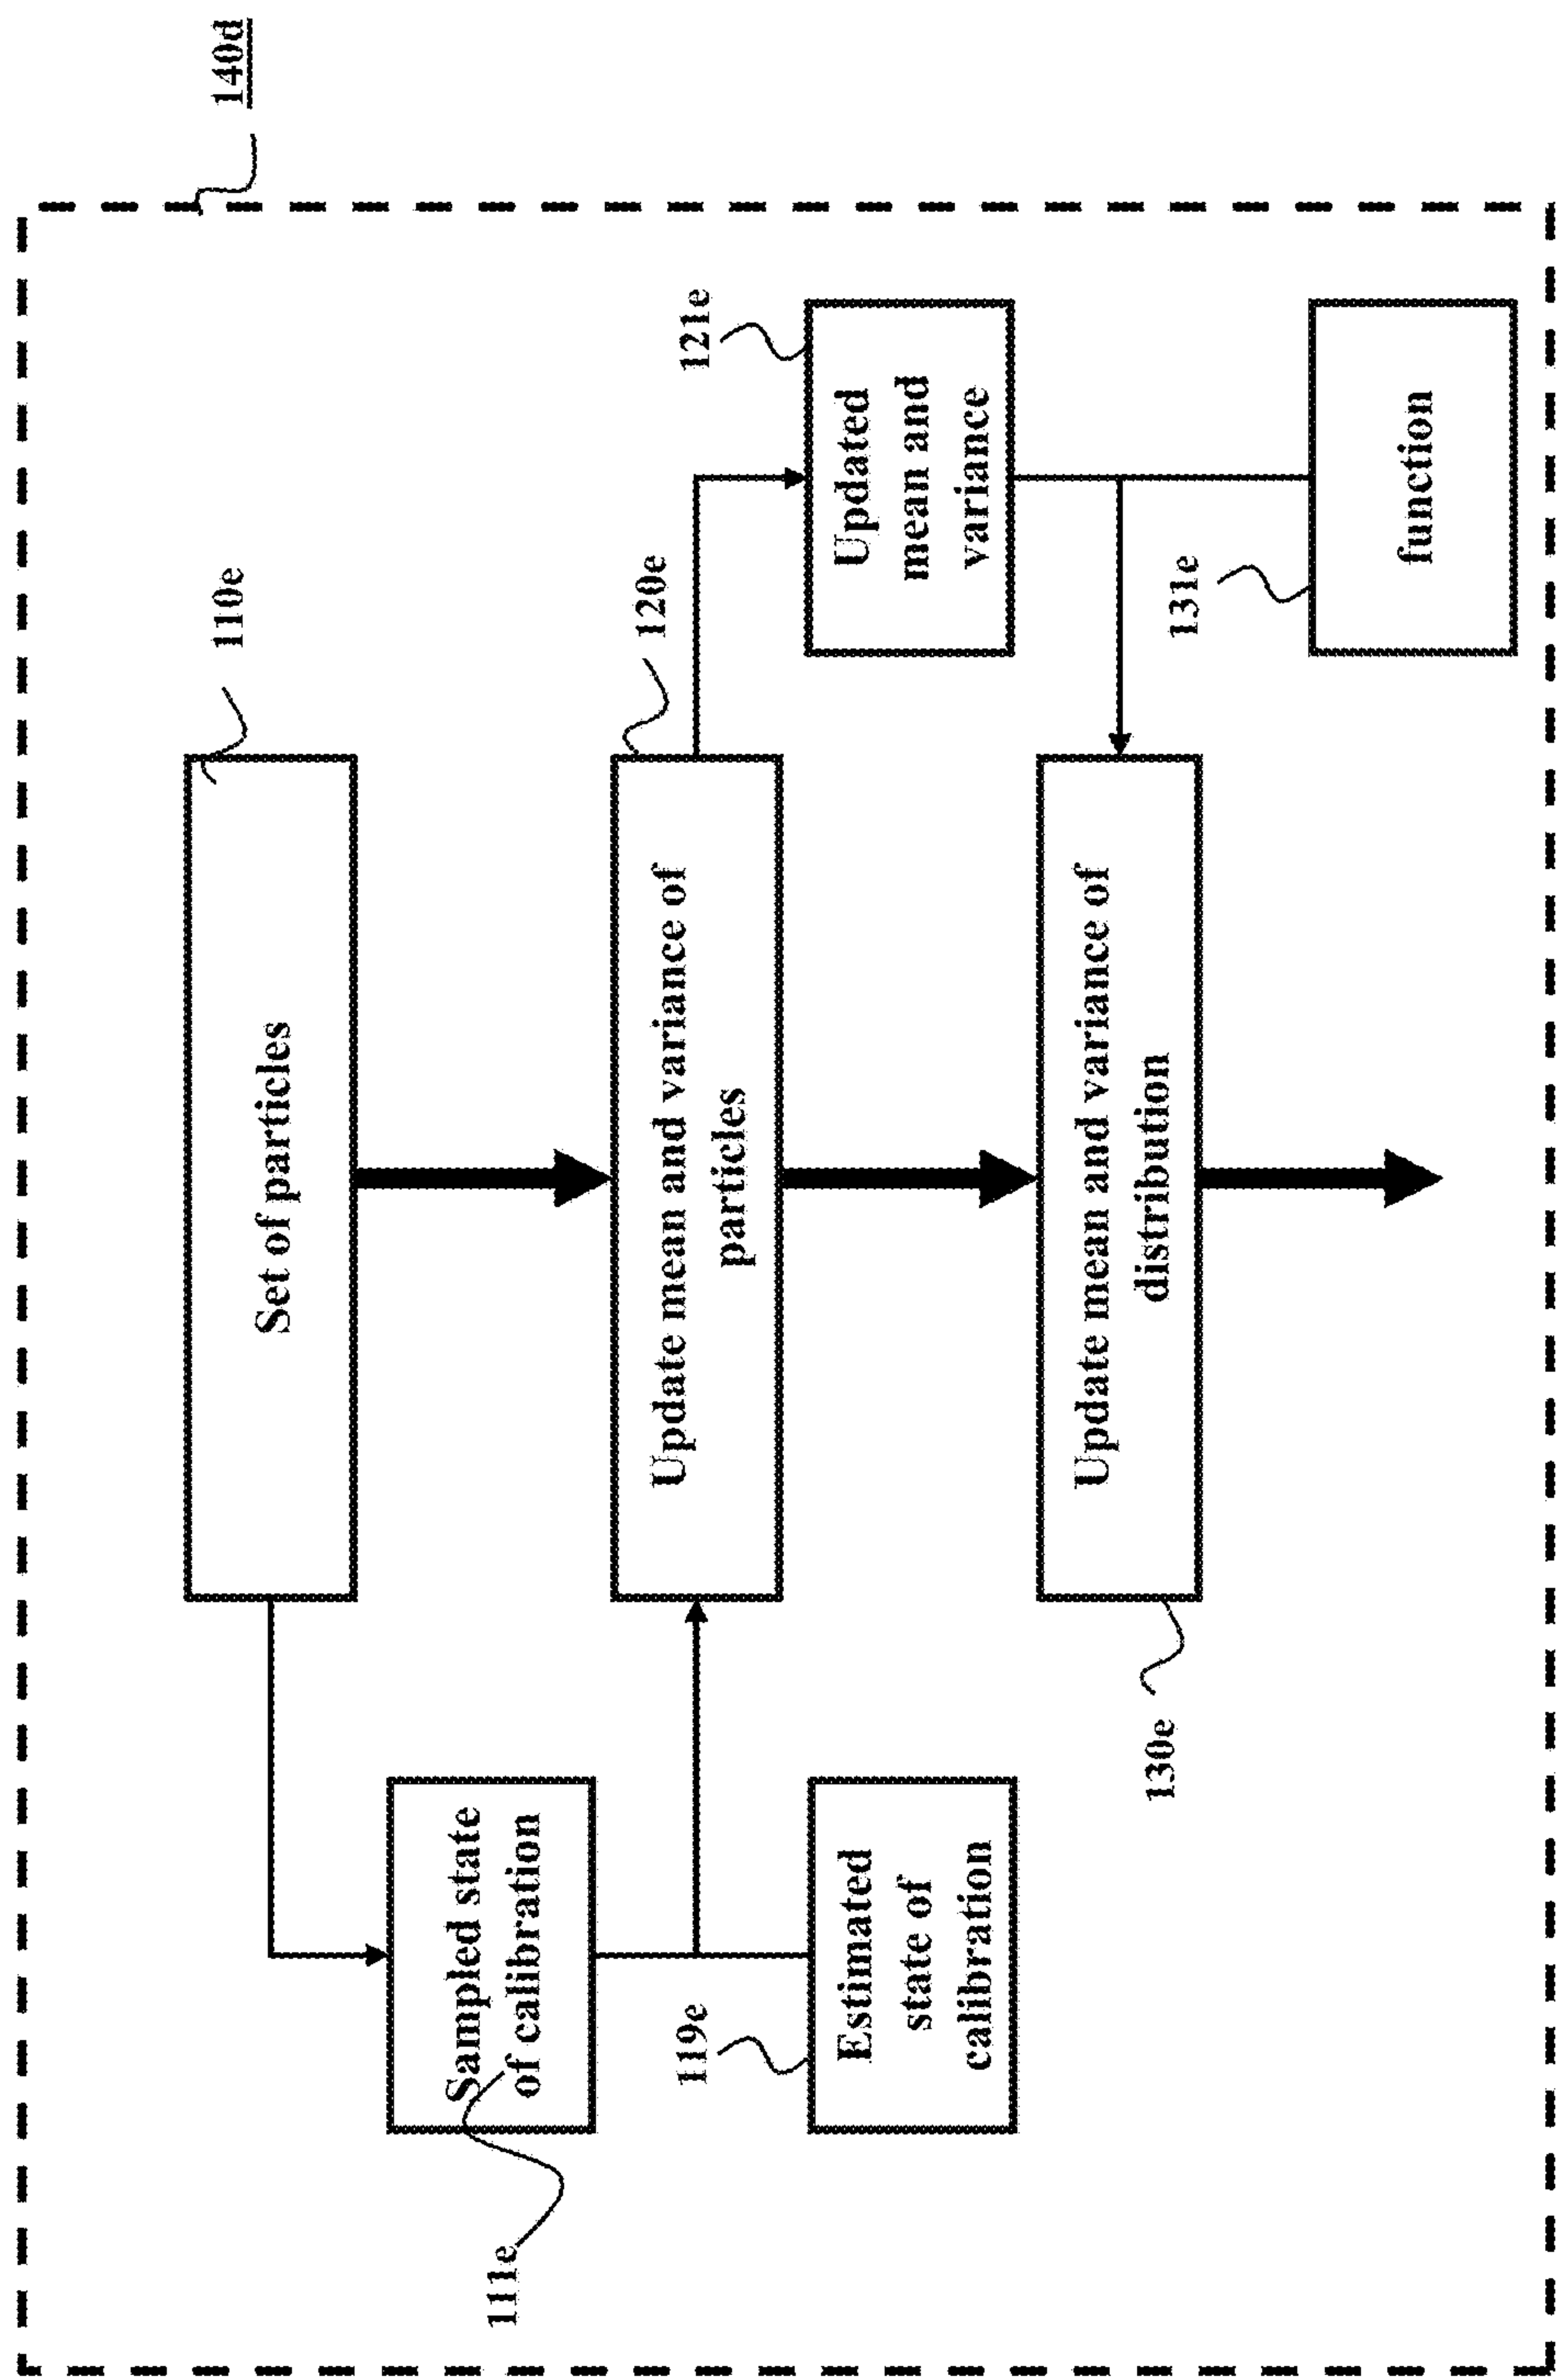 140d
110e
Set of particles
Sampled state
of calibration
111e
120e
Update mean and variance of
particles
119e
Estimated
state of
calibration
121e
Updated
mean and
variance
Update mean and variance of
distribution
130e
131e
function